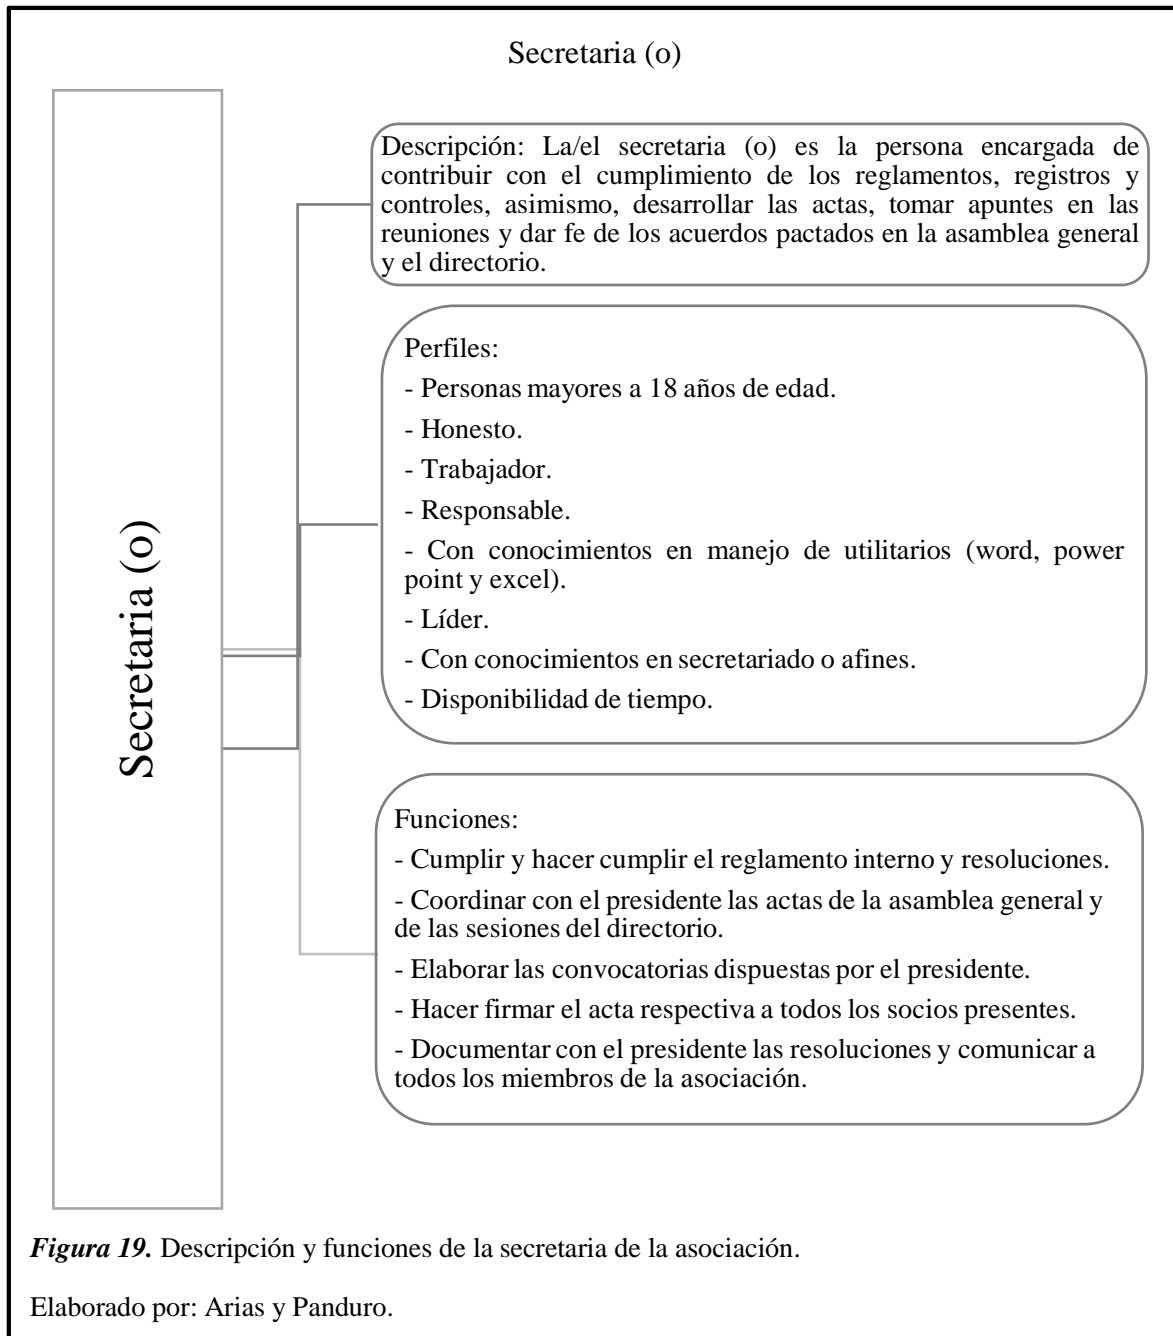 Secretaria (o)
Secretaria (o)
Descripción: La/el secretaria (o) es la persona encargada de
contribuir con el cumplimiento de los reglamentos, registros y
controles, asimismo, desarrollar las actas, tomar apuntes en las
reuniones y dar fe de los acuerdos pactados en la asamblea general
y el directorio.
Perfiles:
- Personas mayores a 18 años de edad.
- Honesto.
- Trabajador.
- Responsable.
- Con conocimientos en manejo de utilitarios (word, power
point y excel).
- Líder.
- Con conocimientos en secretariado o afines.
- Disponibilidad de tiempo.
Funciones:
- Cumplir y hacer cumplir el reglamento interno y resoluciones.
- Coordinar con el presidente las actas de la asamblea general y
de las sesiones del directorio.
- Elaborar las convocatorias dispuestas por el presidente.
- Hacer firmar el acta respectiva a todos los socios presentes.
- Documentar con el presidente las resoluciones y comunicar a
todos los miembros de la asociación.
Figura 19. Descripción y funciones de la secretaria de la asociación.
Elaborado por: Arias y Panduro.